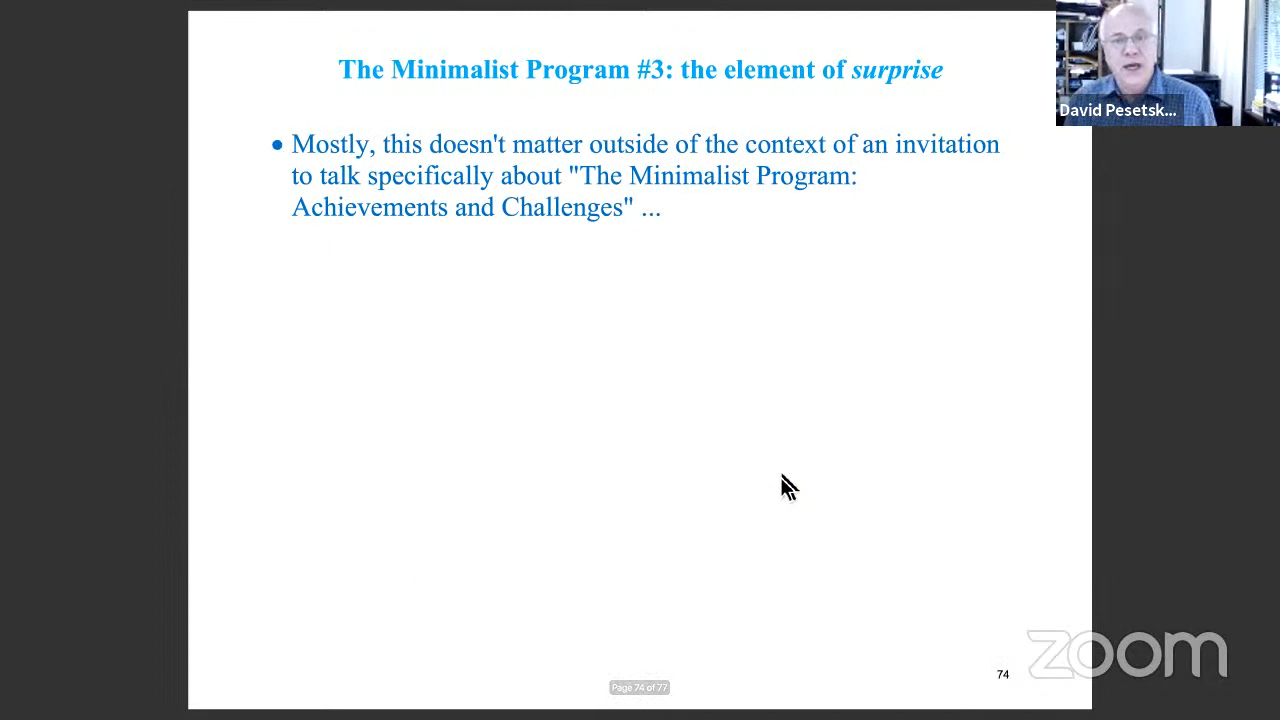 The Minimalist Program #3: the element of surprise
David Pesetsk...
• Mostly, this doesn't matter outside of the context of an invitation
to talk specifically about "The Minimalist Program:
Achievements and Challenges" ...
74
Page 74 of 77
zoom